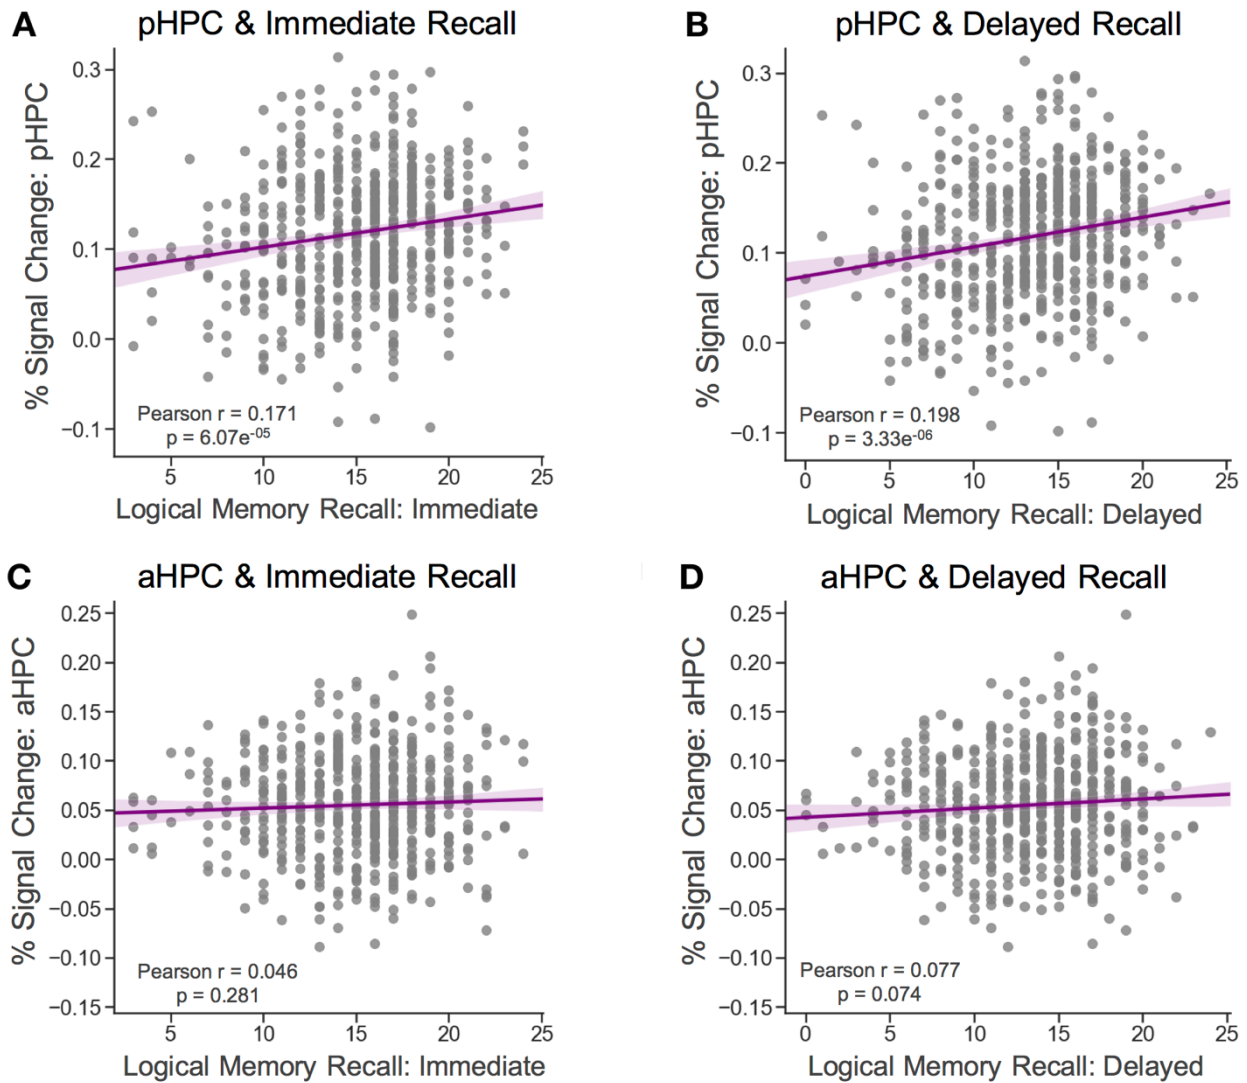 A pHPC & Immediate Recall
% Signal Change: pHPC
0.3
0.2
0.1
0.0
−0.1
Pearson r = 0.171
p = 6.07e-05
5 10 15 20 25
Logical Memory Recall: Immediate
B pHPC & Delayed Recall
% Signal Change: pHPC
0.3
0.2
0.1
0.0
−0.1
Pearson r = 0.198
p = 3.33e-06
0 5 10 15 20 25
Logical Memory Recall: Delayed
C aHPC & Immediate Recall
% Signal Change: aHPC
0.25
0.20
0.15
0.10
0.05
0.00
−0.05
−0.10
−0.15
Pearson r = 0.046
p = 0.281
5 10 15 20 25
Logical Memory Recall: Immediate
D aHPC & Delayed Recall
% Signal Change: aHPC
0.25
0.20
0.15
0.10
0.05
0.00
−0.05
−0.10
−0.15
Pearson r = 0.077
p = 0.074
0 5 10 15 20 25
Logical Memory Recall: Delayed